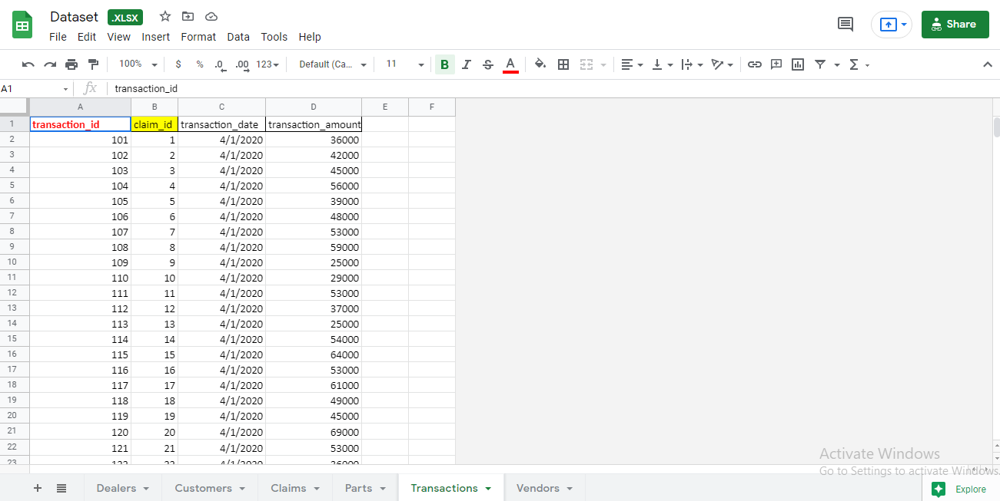 Dataset .XLSX
File Edit View Insert Format Data Tools Help
Share
100% $ % .0 .00 123 Default (Ca... 11 B I S A
A1 fx transaction_id
A B C D E F
1 transaction_id claim_id transaction_date transaction_amount
2 101 1 4/1/2020 36000
3 102 2 4/1/2020 42000
4 103 3 4/1/2020 45000
5 104 4 4/1/2020 56000
6 105 5 4/1/2020 39000
7 106 6 4/1/2020 48000
8 107 7 4/1/2020 53000
9 108 8 4/1/2020 59000
10 109 9 4/1/2020 25000
11 110 10 4/1/2020 29000
12 111 11 4/1/2020 53000
13 112 12 4/1/2020 37000
14 113 13 4/1/2020 25000
15 114 14 4/1/2020 54000
16 115 15 4/1/2020 64000
17 116 16 4/1/2020 53000
18 117 17 4/1/2020 61000
19 118 18 4/1/2020 49000
20 119 19 4/1/2020 45000
21 120 20 4/1/2020 69000
22 121 21 4/1/2020 53000
23 122 22 4/1/2020
Activate Windows
Go to Settings to activate Windows.
Dealers Customers Claims Parts Transactions Vendors
Explore